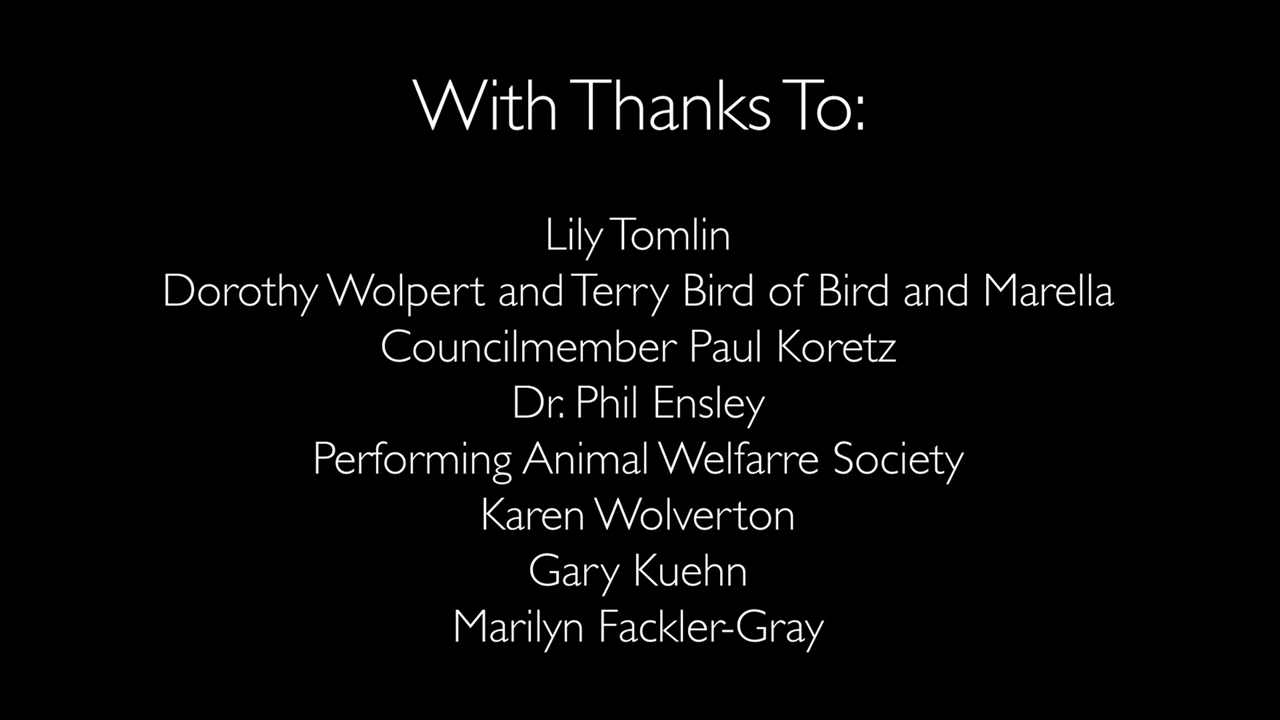 With Thanks To:
Lily Tomlin
Dorothy Wolpert and Terry Bird of Bird and Marella
Councilmember Paul Koretz
Dr. Phil Ensley
Performing Animal Welfarre Society
Karen Wolverton
Gary Kuehn
Marilyn Fackler-Gray